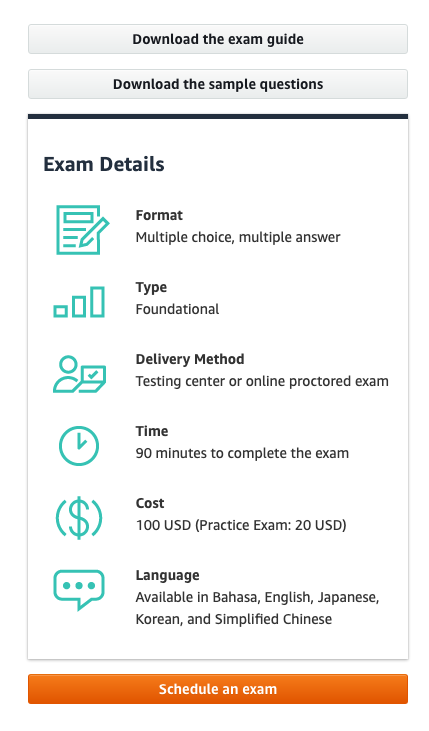 Download the exam guide
Download the sample questions
Exam Details
Format
Multiple choice, multiple answer
Type
Foundational
Delivery Method
Testing center or online proctored exam
Time
90 minutes to complete the exam
Cost
100 USD (Practice Exam: 20 USD)
Language
Available in Bahasa, English, Japanese,
Korean, and Simplified Chinese
Schedule an exam